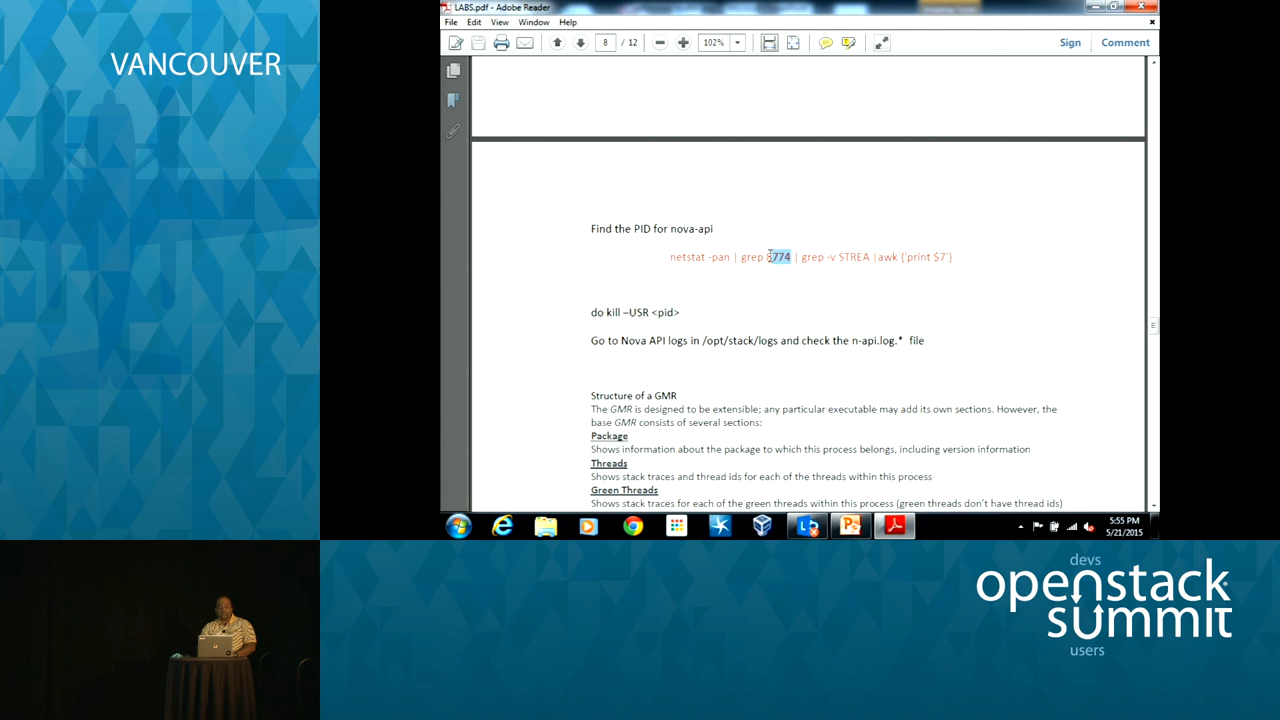 VANCOUVER
LABS.pdf - Adobe Reader
File Edit View Window Help
8 / 12 102% Sign Comment
Find the PID for nova-api
netstat -pan | grep 8774 | grep -v STREA |awk {'print $7'}
do kill –USR <pid>
Go to Nova API logs in /opt/stack/logs and check the n-api.log.* file
Structure of a GMR
The GMR is designed to be extensible; any particular executable may add its own sections. However, the
base GMR consists of several sections:
Package
Shows information about the package to which this process belongs, including version information
Threads
Shows stack traces and thread ids for each of the threads within this process
Green Threads
Shows stack traces for each of the green threads within this process (green threads don't have thread ids)
5:55 PM
5/21/2015
devs
openstack
summit
users